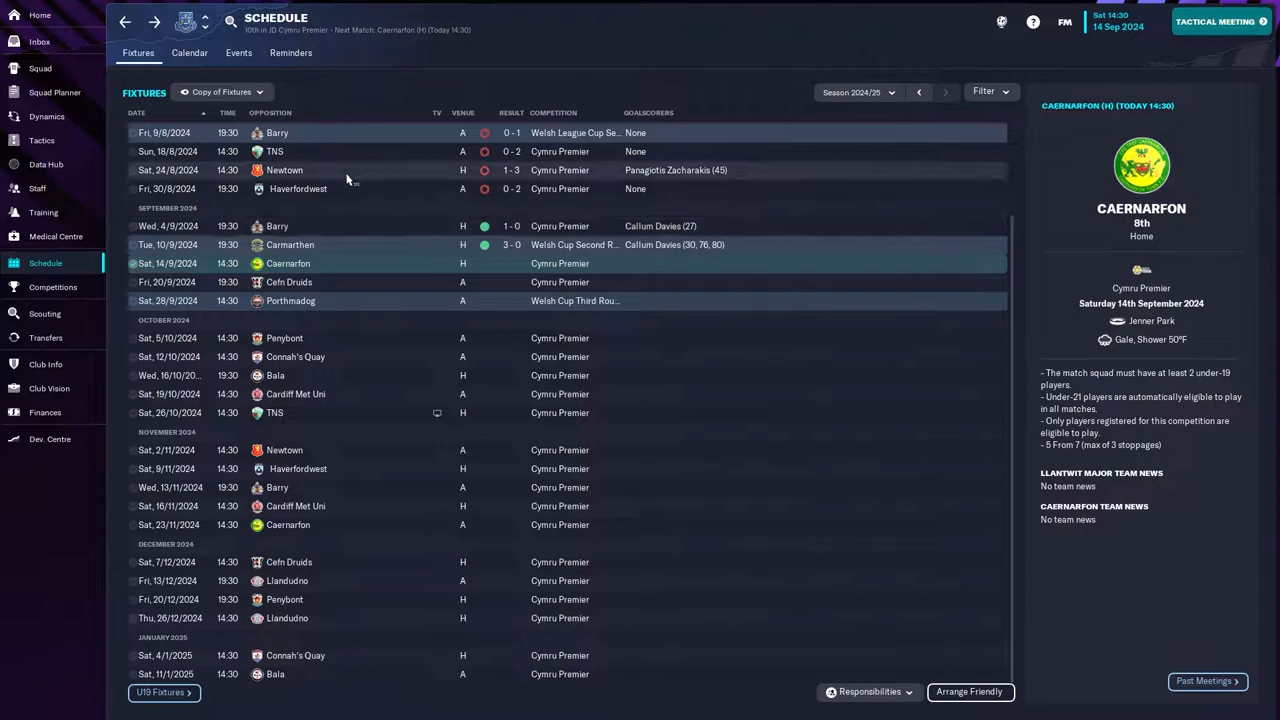 Home
Inbox
Squad
Squad Planner
Dynamics
Tactics
Data Hub
Staff
Training
Medical Centre
Schedule
Competitions
Scouting
Transfers
Club Info
Club Vision
Finances
Dev. Centre
SCHEDULE
10th in JD Cymru Premier - Next Match: Caernarfon (H) (Today 14:30)
FM
Sat 14:30
14 Sep 2024
TACTICAL MEETING
Fixtures Calendar Events Reminders
FIXTURES Copy of Fixtures Season 2024/25 Filter
DATE TIME OPPOSITION TV VENUE RESULT COMPETITION GOALSCORERS
Fri, 9/8/2024 19:30 Barry A 0 - 1 Welsh League Cup Se... None
Sun, 18/8/2024 14:30 TNS A 0 - 2 Cymru Premier None
Sat, 24/8/2024 14:30 Newtown H 1 - 3 Cymru Premier Panagiotis Zacharakis (45)
Fri, 30/8/2024 19:30 Haverfordwest A 0 - 2 Cymru Premier None
SEPTEMBER 2024
Wed, 4/9/2024 19:30 Barry H 1 - 0 Cymru Premier Callum Davies (27)
Tue, 10/9/2024 19:30 Carmarthen H 3 - 0 Welsh Cup Second R... Callum Davies (30, 76, 80)
Sat, 14/9/2024 14:30 Caernarfon H Cymru Premier
Fri, 20/9/2024 19:30 Cefn Druids A Cymru Premier
Sat, 28/9/2024 14:30 Porthmadog A Welsh Cup Third Rou...
OCTOBER 2024
Sat, 5/10/2024 14:30 Penybont A Cymru Premier
Sat, 12/10/2024 14:30 Connah's Quay A Cymru Premier
Wed, 16/10/20... 19:30 Bala H Cymru Premier
Sat, 19/10/2024 14:30 Cardiff Met Uni A Cymru Premier
Sat, 26/10/2024 14:30 TNS H Cymru Premier
NOVEMBER 2024
Sat, 2/11/2024 14:30 Newtown A Cymru Premier
Sat, 9/11/2024 14:30 Haverfordwest H Cymru Premier
Wed, 13/11/2024 19:30 Barry A Cymru Premier
Sat, 16/11/2024 14:30 Cardiff Met Uni H Cymru Premier
Sat, 23/11/2024 14:30 Caernarfon A Cymru Premier
DECEMBER 2024
Sat, 7/12/2024 14:30 Cefn Druids H Cymru Premier
Fri, 13/12/2024 19:30 Llandudno A Cymru Premier
Fri, 20/12/2024 19:30 Penybont H Cymru Premier
Thu, 26/12/2024 14:30 Llandudno H Cymru Premier
JANUARY 2025
Sat, 4/1/2025 14:30 Connah's Quay H Cymru Premier
Sat, 11/1/2025 14:30 Bala A Cymru Premier
U19 Fixtures Responsibilities Arrange Friendly
CAERNARFON (H) (TODAY 14:30)
CAERNARFON
8th
Home
Cymru Premier
Saturday 14th September 2024
Jenner Park
Gale, Shower 50°F
- The match squad must have at least 2 under-19
players.
- Under-21 players are automatically eligible to play
in all matches.
- Only players registered for this competition are
eligible to play.
- 5 From 7 (max of 3 stoppages)
LLANTWIT MAJOR TEAM NEWS
No team news
CAERNARFON TEAM NEWS
No team news
Past Meetings